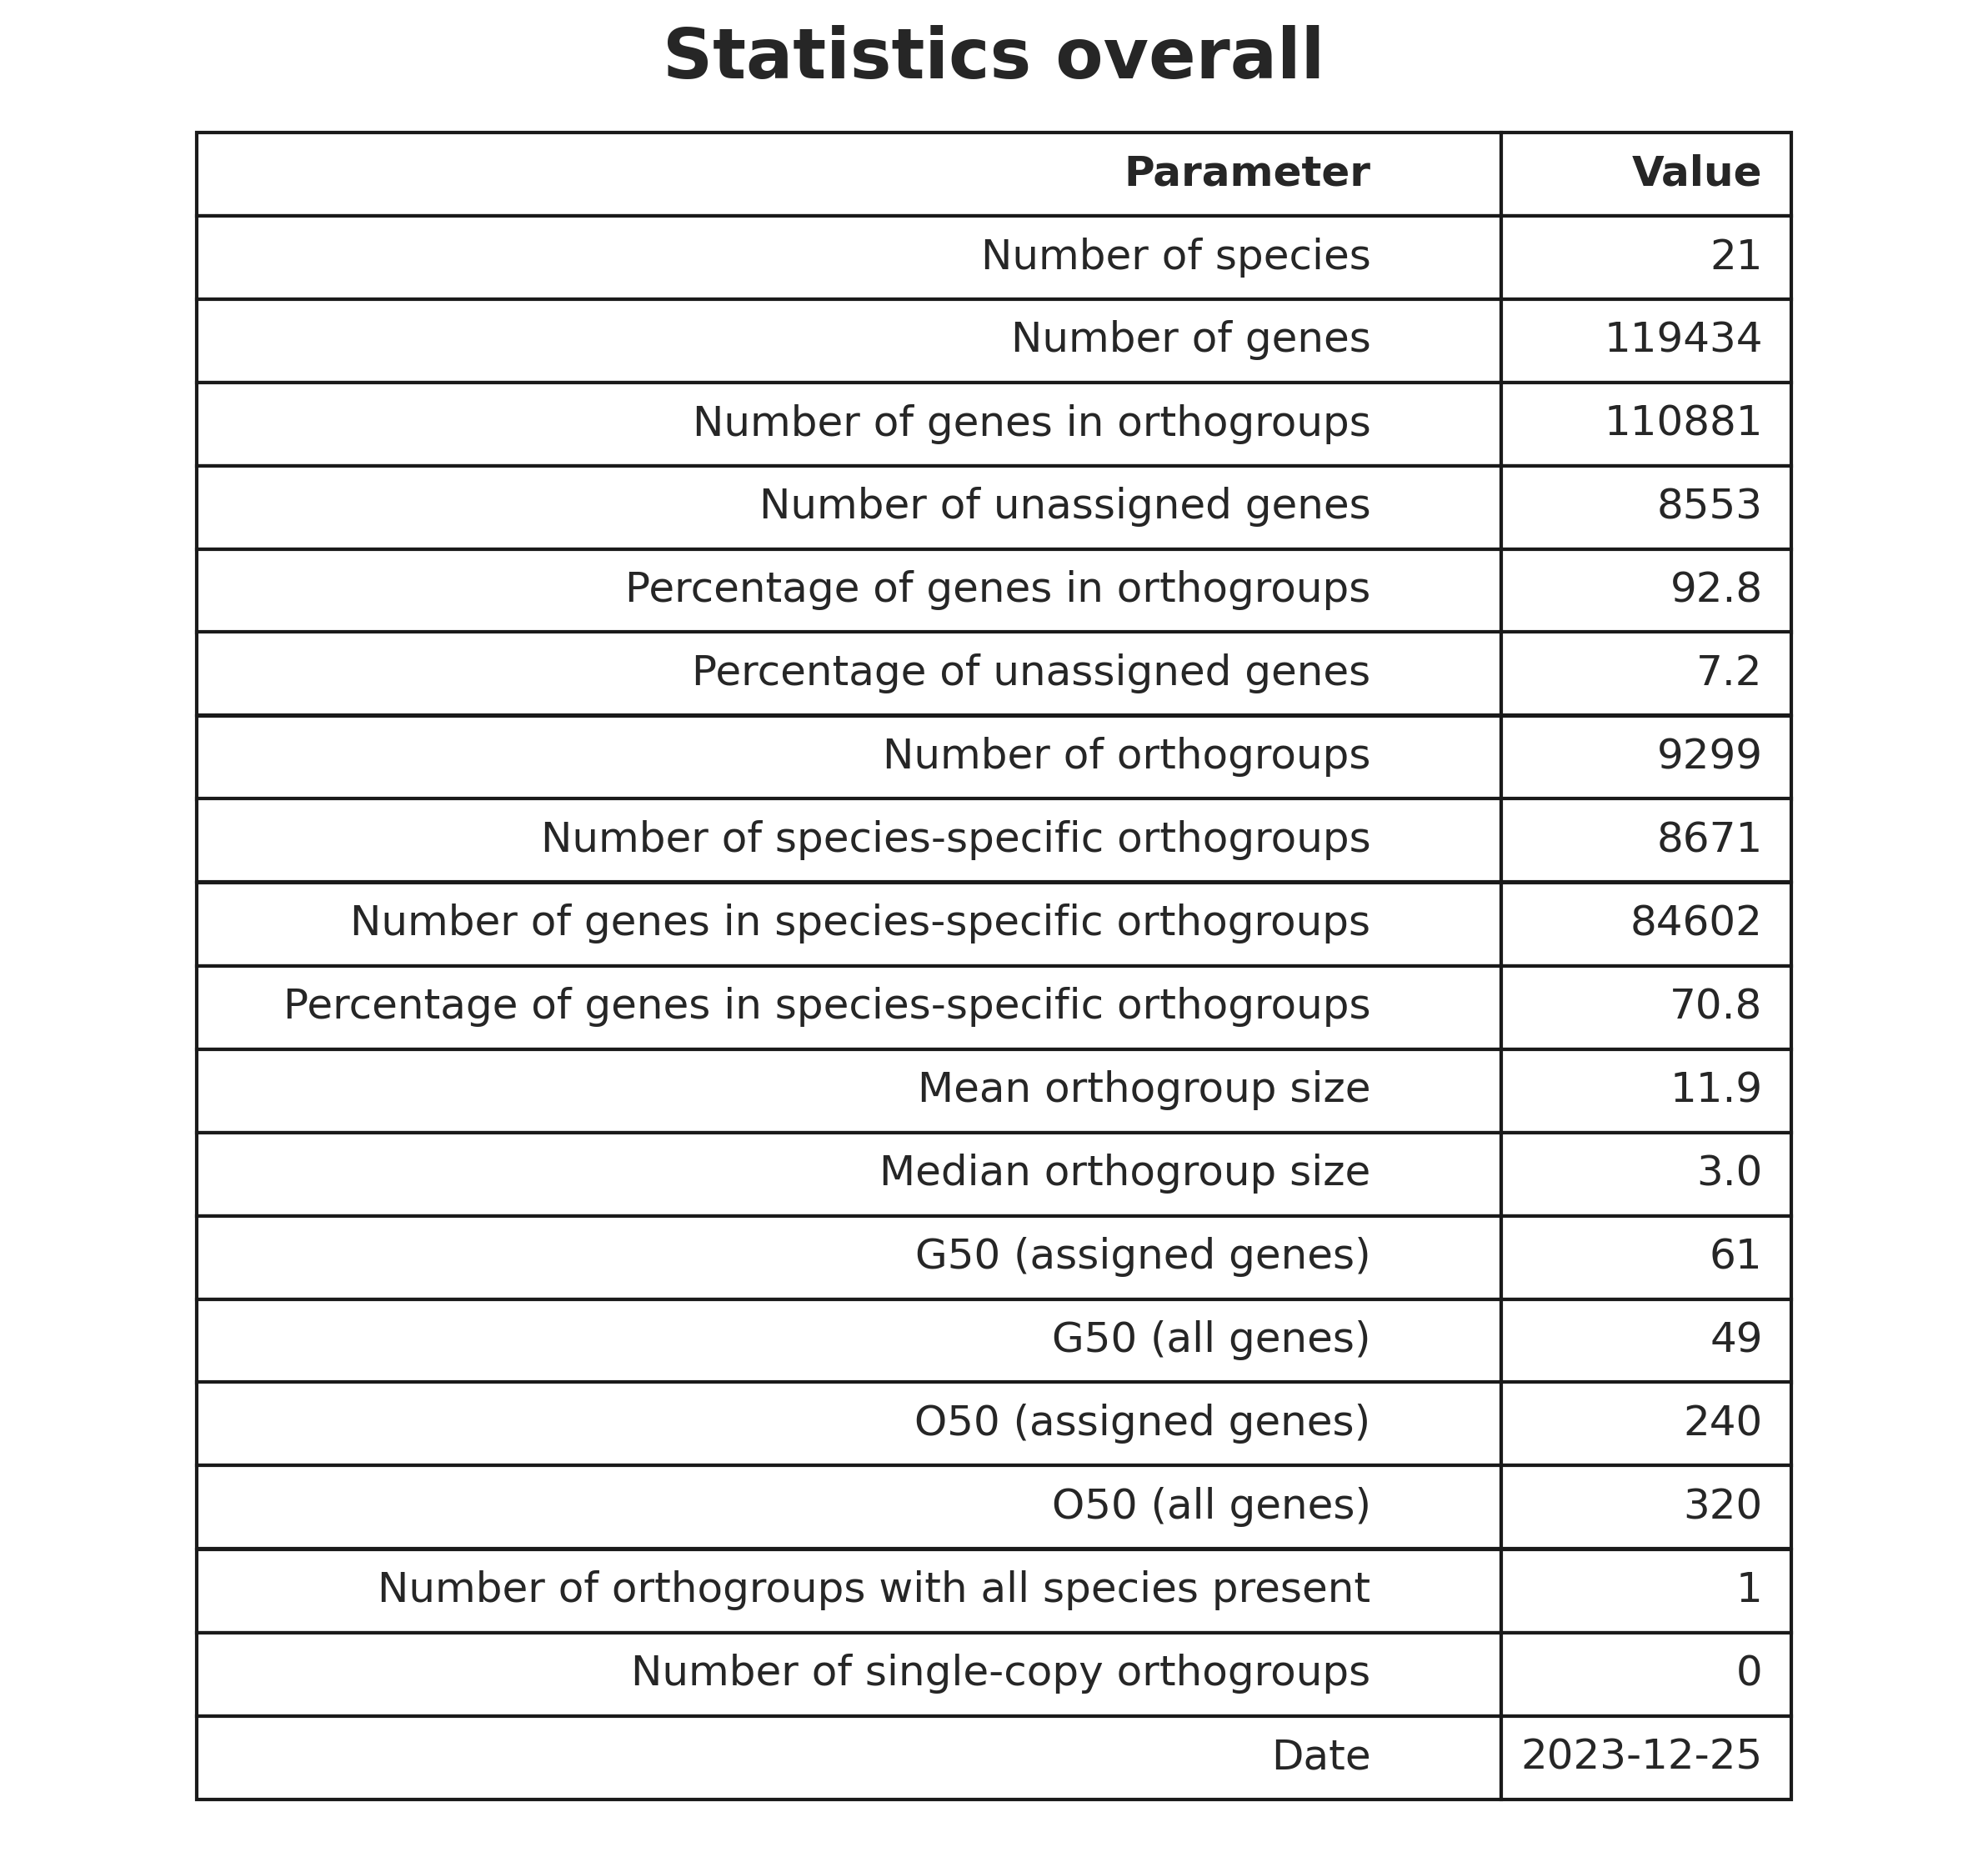 Statistics overall
Parameter Value
Number of species 21
Number of genes 119434
Number of genes in orthogroups 110881
Number of unassigned genes 8553
Percentage of genes in orthogroups 92.8
Percentage of unassigned genes 7.2
Number of orthogroups 9299
Number of species-specific orthogroups 8671
Number of genes in species-specific orthogroups 84602
Percentage of genes in species-specific orthogroups 70.8
Mean orthogroup size 11.9
Median orthogroup size 3.0
G50 (assigned genes) 61
G50 (all genes) 49
O50 (assigned genes) 240
O50 (all genes) 320
Number of orthogroups with all species present 1
Number of single-copy orthogroups 0
Date 2023-12-25